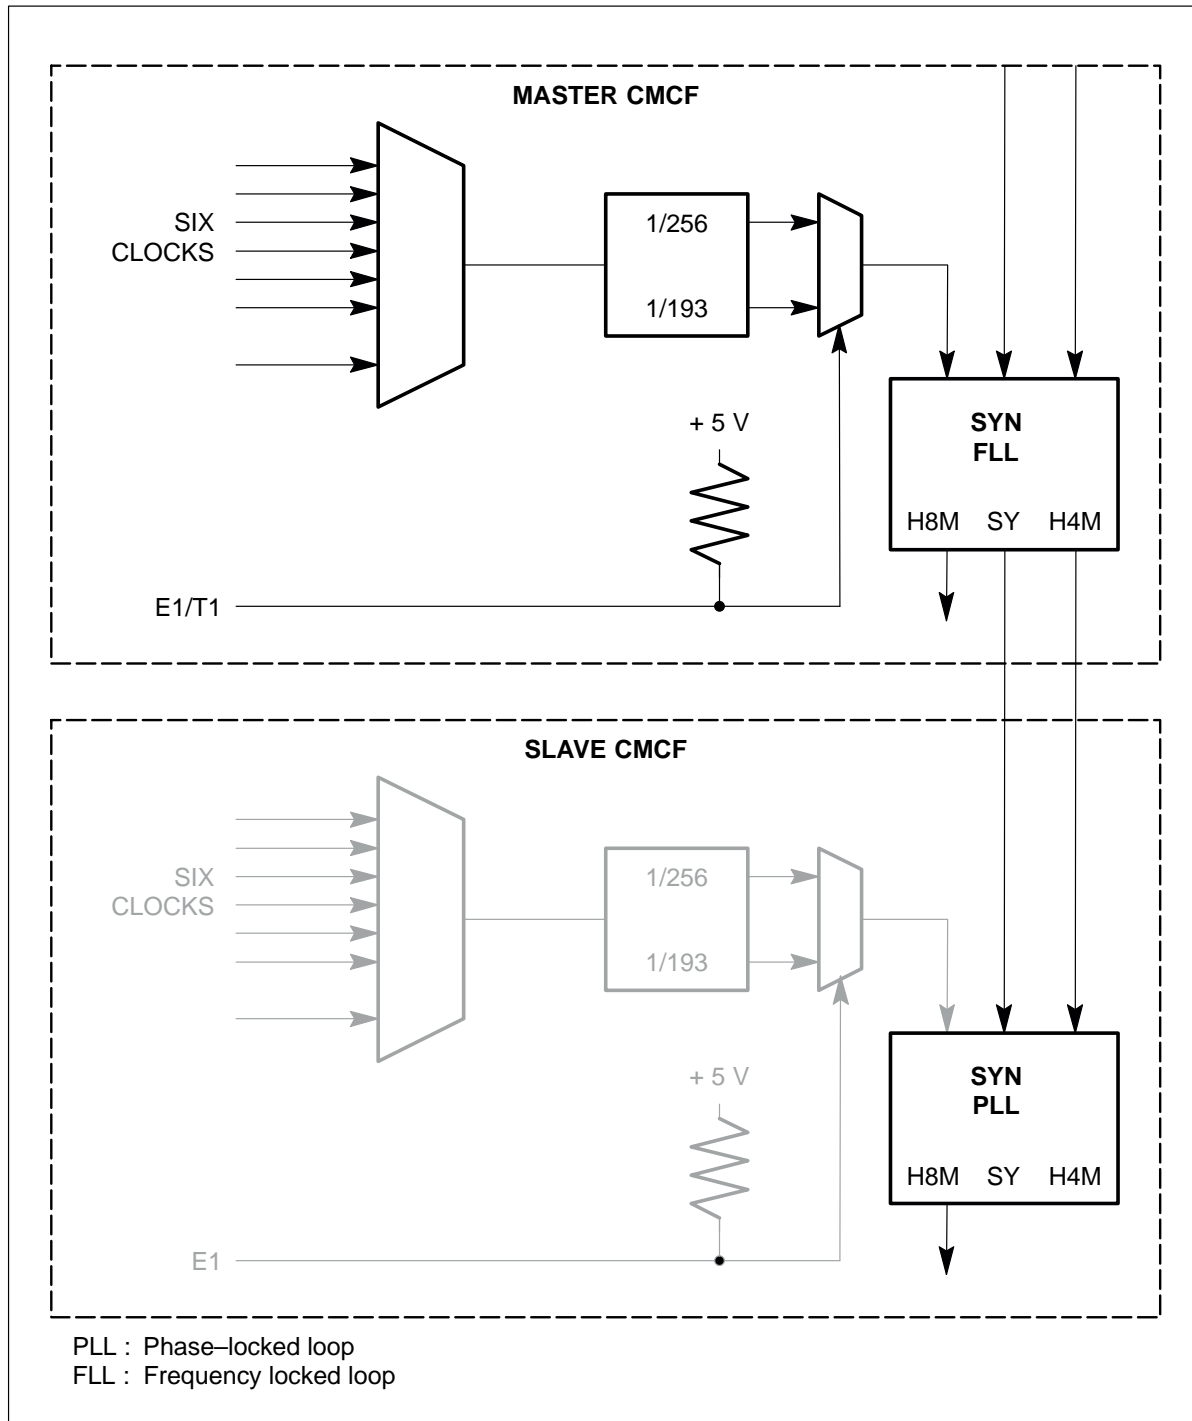 MASTER CMCF
SIX
CLOCKS
1/256
1/193
+ 5 V
SYN
FLL
H8M SY H4M
E1/T1
SLAVE CMCF
SIX
CLOCKS
1/256
1/193
+ 5 V
SYN
PLL
H8M SY H4M
E1
PLL : Phase–locked loop
FLL : Frequency locked loop